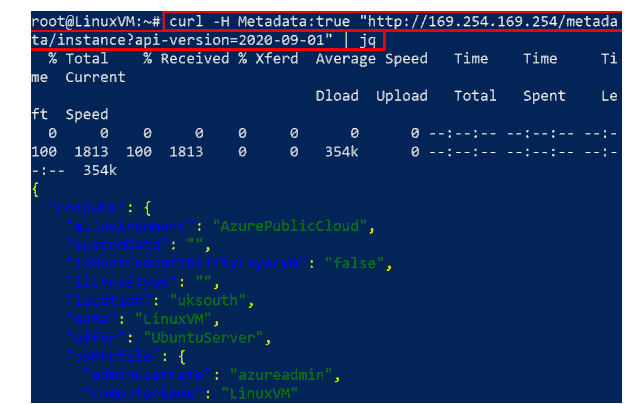 root@LinuxVM:~# curl -H Metadata:true "http://169.254.169.254/metada
ta/instance?api-version=2020-09-01" | jq
% Total % Received % Xferd Average Speed Time Time Ti
me Current
Dload Upload Total Spent Le
ft Speed
0 0 0 0 0 0 0 0 --:--:-- --:--:-- --:-
100 1813 100 1813 0 0 354k 0 --:--:-- --:--:-- --:-
-:-- 354k
{
"compute": {
"azEnvironment": "AzurePublicCloud",
"customData": "",
"isHostCompatibilityLayerVm": "false",
"licenseType": "",
"location": "uksouth",
"name": "LinuxVM",
"offer": "UbuntuServer",
"osProfile": {
"adminUsername": "azureadmin",
"computerName": "LinuxVM"